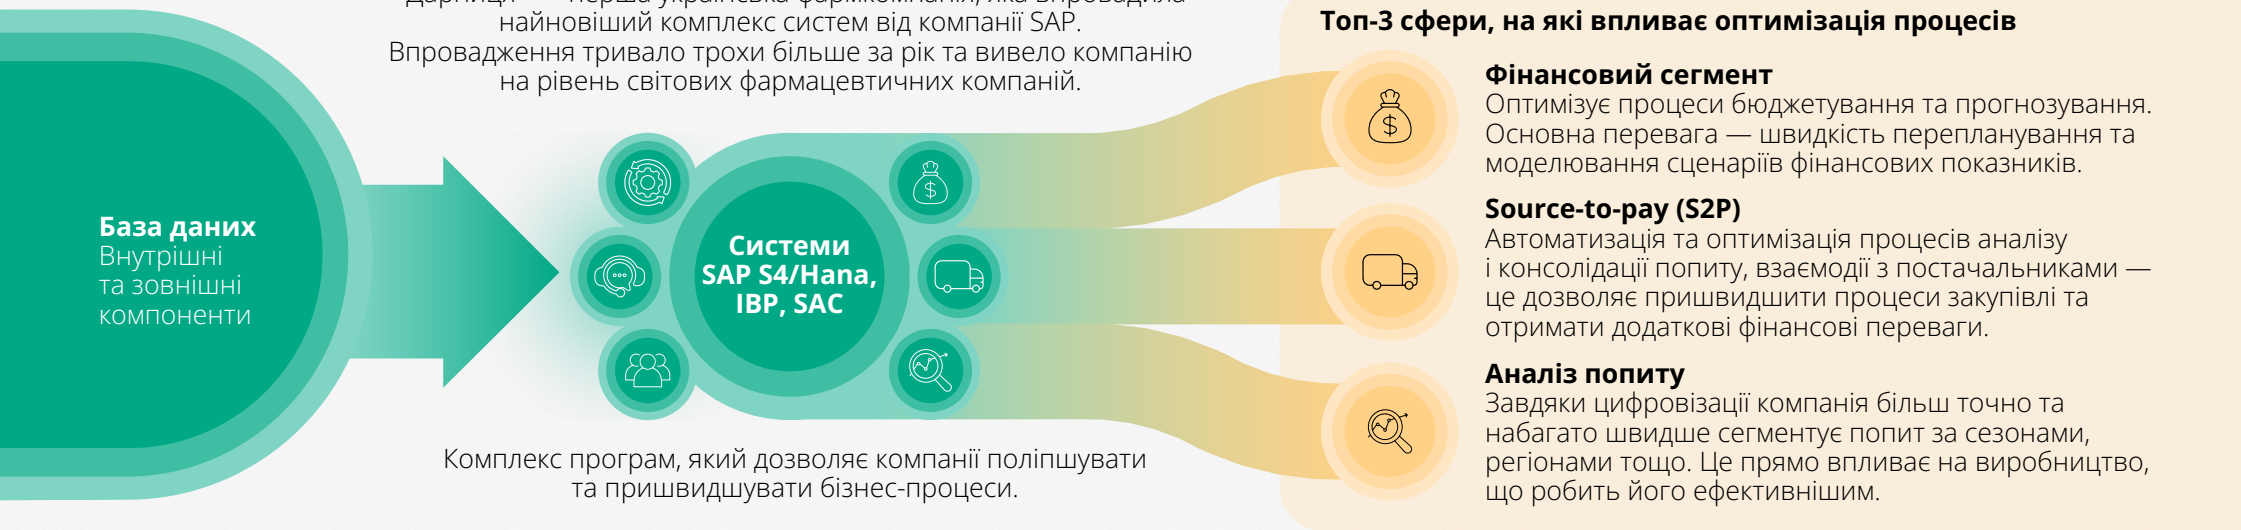 Дарниця — перша українська фармкомпанія, яка впровадила
найновіший комплекс систем від компанії SAP.
Впровадження тривало трохи більше за рік та вивело компанію
на рівень світових фармацевтичних компаній.
База даних
Внутрішні
та зовнішні
компоненти
Системи
SAP S4/Hana,
IBP, SAC
Комплекс програм, який дозволяє компанії поліпшувати
та пришвидшувати бізнес-процеси.
Топ-3 сфери, на які впливає оптимізація процесів
Фінансовий сегмент
Оптимізує процеси бюджетування та прогнозування.
Основна перевага — швидкість перепланування та
моделювання сценаріїв фінансових показників.
Source-to-pay (S2P)
Автоматизація та оптимізація процесів аналізу
і консолідації попиту, взаємодії з постачальниками —
це дозволяє пришвидшити процеси закупівлі та
отримати додаткові фінансові переваги.
Аналіз попиту
Завдяки цифровізації компанія більш точно та
набагато швидше сегментує попит за сезонами,
регіонами тощо. Це прямо впливає на виробництво,
що робить його ефективнішим.